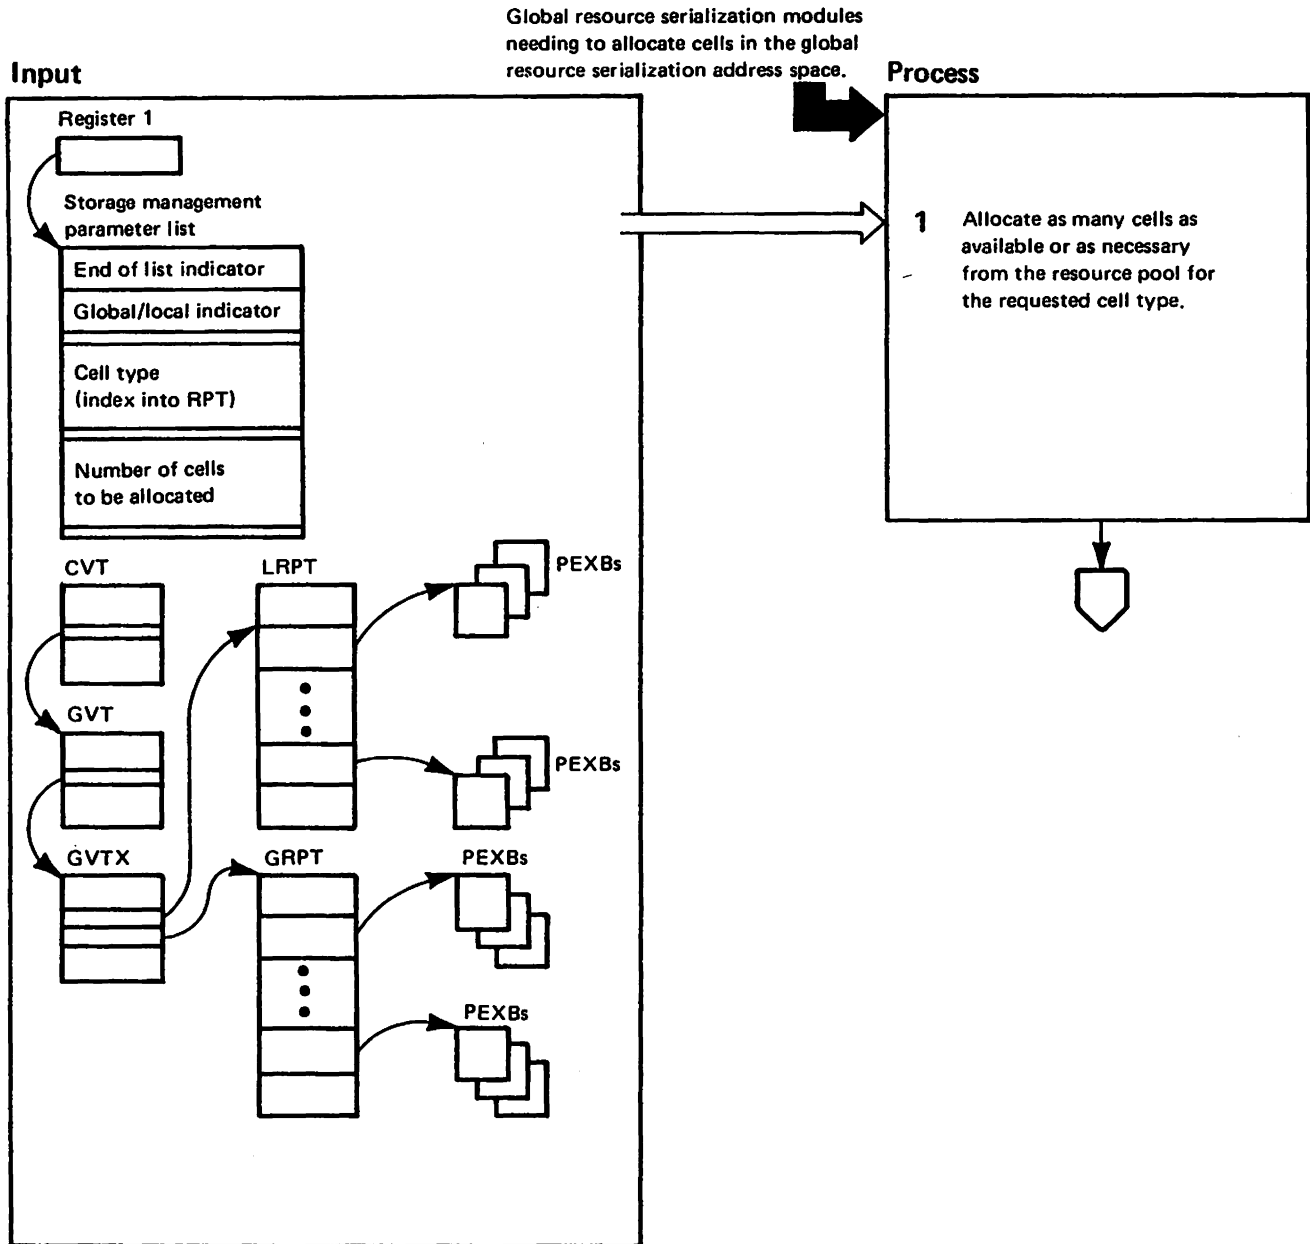 Global resource serialization modules
needing to allocate cells in the global
resource serialization address space.
Input
Process
Register 1
Storage management
parameter list
End of list indicator
Global/local indicator
Cell type
(index into RPT)
Number of cells
to be allocated
1 Allocate as many cells as
available or as necessary
from the resource pool for
the requested cell type.
CVT
LRPT
PEXBs
GVT
PEXBs
GVTX
GRPT
PEXBs
PEXBs